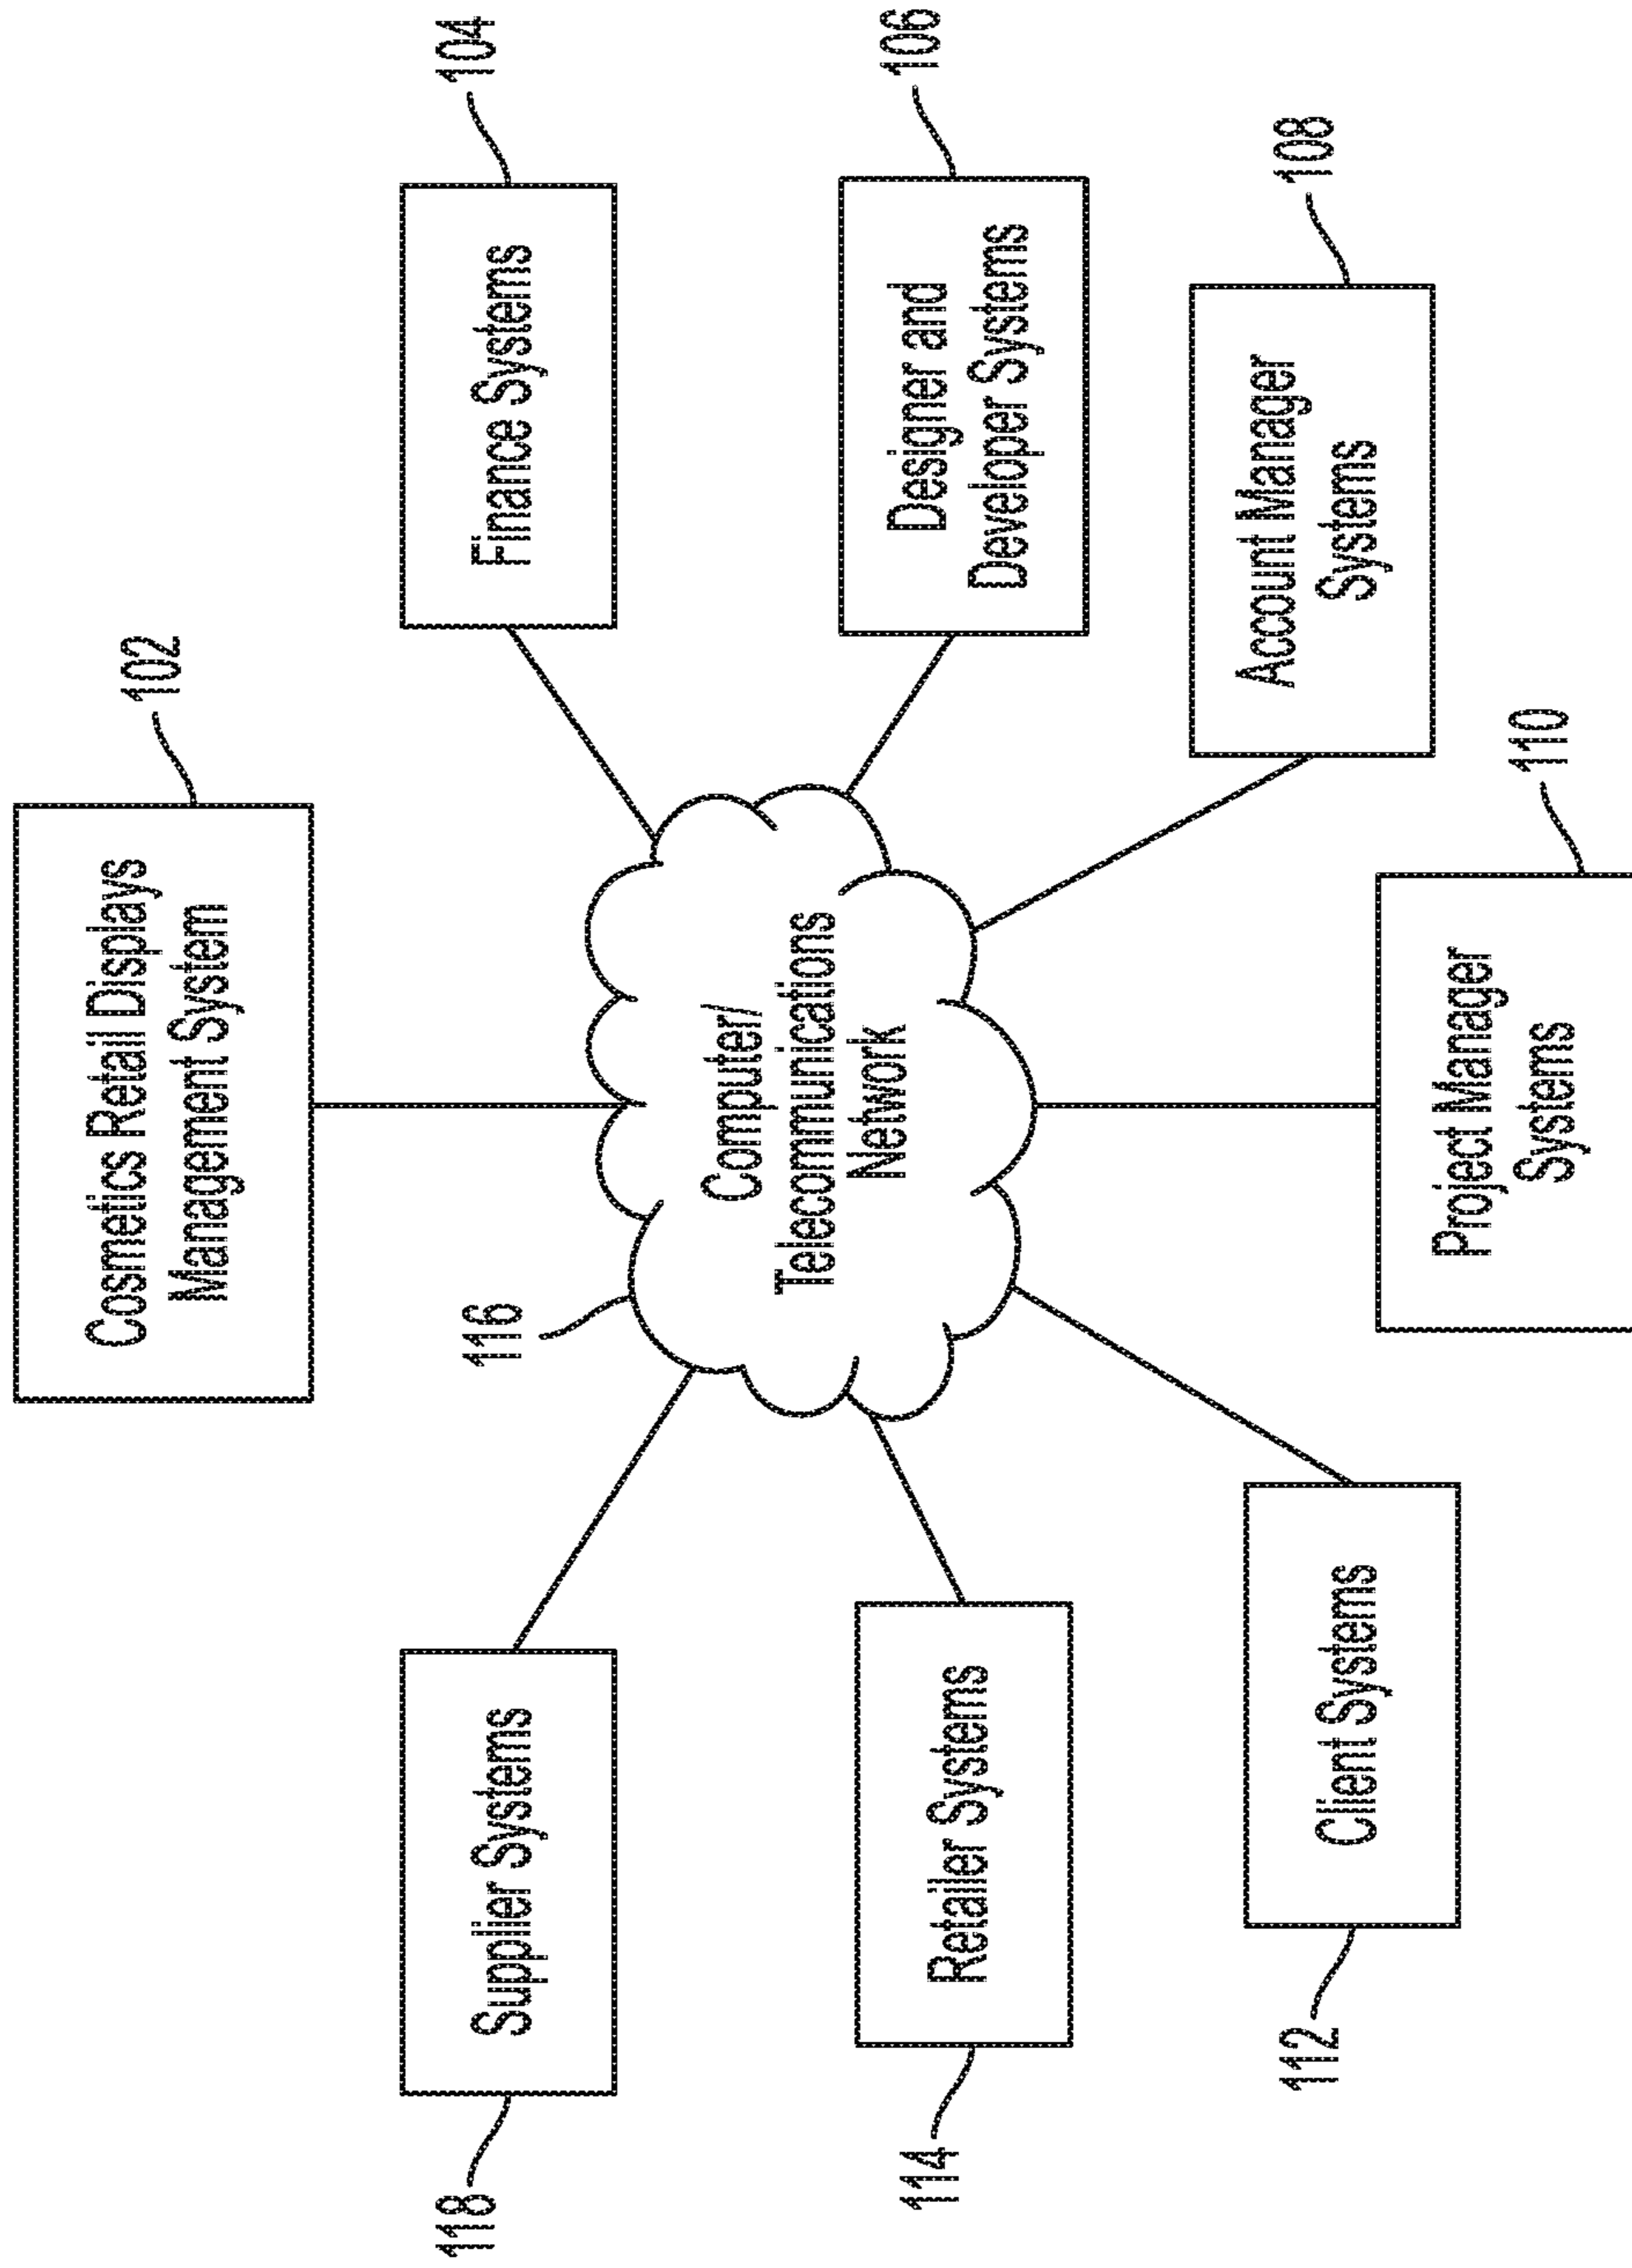 102
Cosmetics Retail Displays
Management System
104
Finance Systems
106
Designer and
Developer Systems
108
Account Manager
Systems
110
Project Manager
Systems
112
Client Systems
114
Retailer Systems
118
Supplier Systems
116
Computer/
Telecommunications
Network